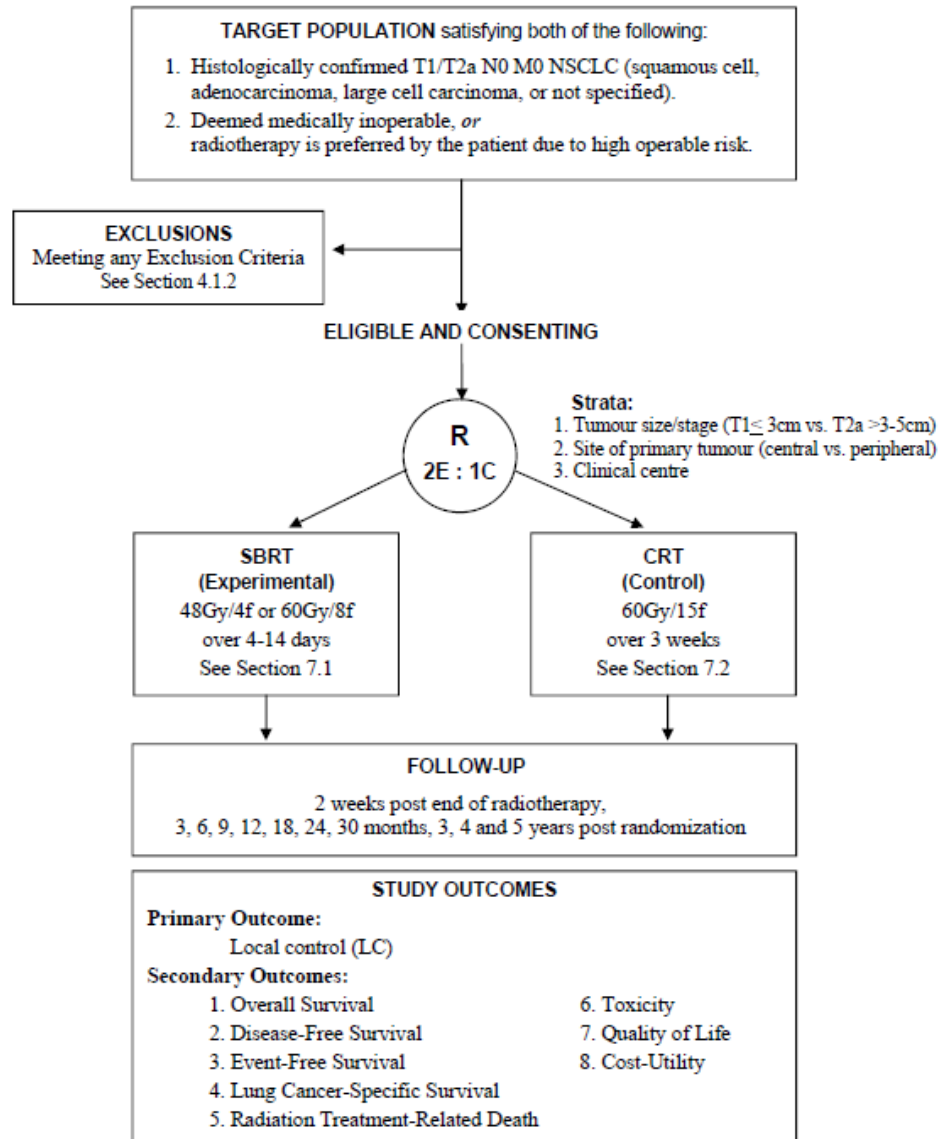 TARGET POPULATION satisfying both of the following:
1. Histologically confirmed T1/T2a N0 M0 NSCLC (squamous cell,
adenocarcinoma, large cell carcinoma, or not specified).
2. Deemed medically inoperable, or
radiotherapy is preferred by the patient due to high operable risk.
EXCLUSIONS
Meeting any Exclusion Criteria
See Section 4.1.2
ELIGIBLE AND CONSENTING
R
2E : 1C
Strata:
1. Tumour size/stage (T1≤ 3cm vs. T2a >3-5cm)
2. Site of primary tumour (central vs. peripheral)
3. Clinical centre
SBRT
(Experimental)
48Gy/4f or 60Gy/8f
over 4-14 days
See Section 7.1
CRT
(Control)
60Gy/15f
over 3 weeks
See Section 7.2
FOLLOW-UP
2 weeks post end of radiotherapy,
3, 6, 9, 12, 18, 24, 30 months, 3, 4 and 5 years post randomization
STUDY OUTCOMES
Primary Outcome:
Local control (LC)
Secondary Outcomes:
1. Overall Survival
2. Disease-Free Survival
3. Event-Free Survival
4. Lung Cancer-Specific Survival
5. Radiation Treatment-Related Death
6. Toxicity
7. Quality of Life
8. Cost-Utility